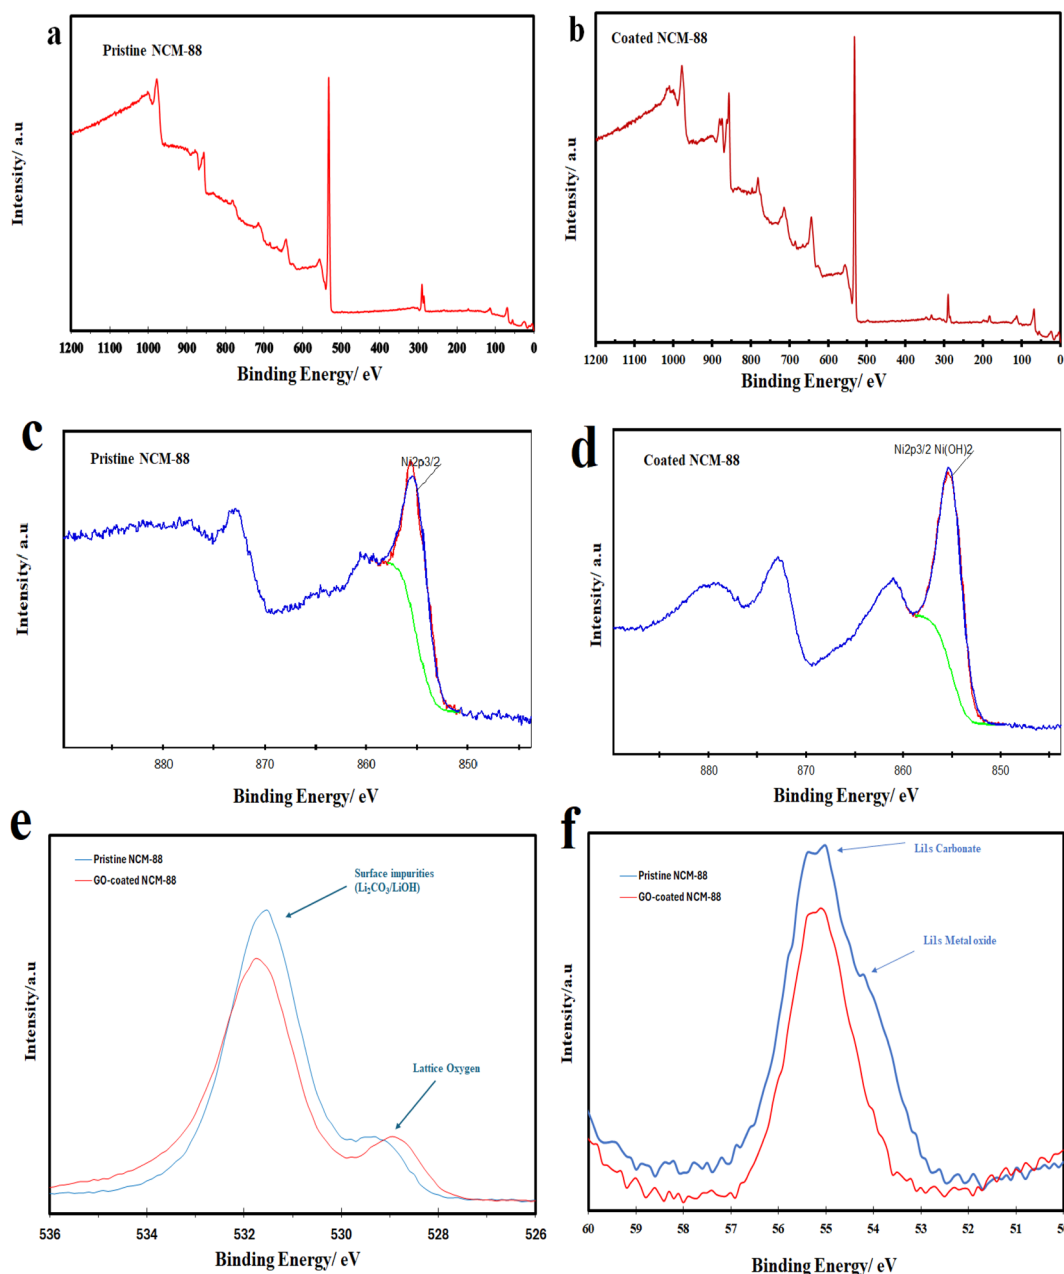 a
Pristine NCM-88
Intensity/ a.u
1200 1100 1000 900 800 700 600 500 400 300 200 100 0
Binding Energy/ eV
b
Coated NCM-88
Intensity/ a.u
1200 1100 1000 900 800 700 600 500 400 300 200 100 0
Binding Energy/ eV
c
Pristine NCM-88
Ni2p3/2
Intensity/ a.u
880 870 860 850
Binding Energy/ eV
d
Coated NCM-88
Ni2p3/2 Ni(OH)2
Intensity/ a.u
880 870 860 850
Binding Energy/ eV
e
Pristine NCM-88
GO-coated NCM-88
Surface impurities
(Li₂CO₃/LiOH)
Lattice Oxygen
Intensity/a.u
536 534 532 530 528 526
Binding Energy/ eV
f
Pristine NCM-88
GO-coated NCM-88
Li1s Carbonate
Li1s Metal oxide
Intensity/a.u
60 59 58 57 56 55 54 53 52 51
Binding Energy/ eV